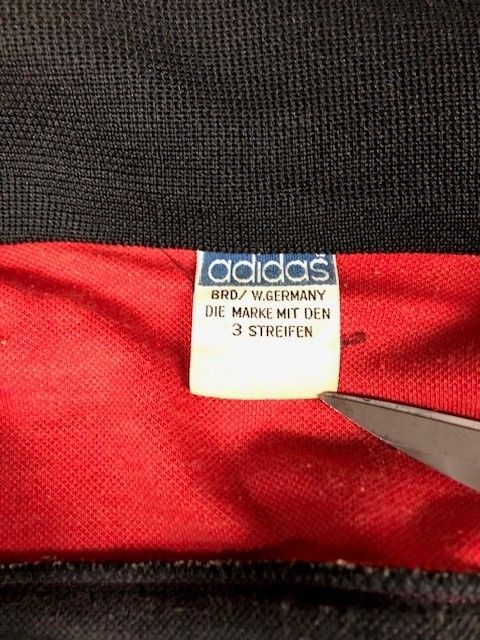 adidas
BRD/ W.GERMANY
DIE MARKE MIT DEN
3 STREIFEN